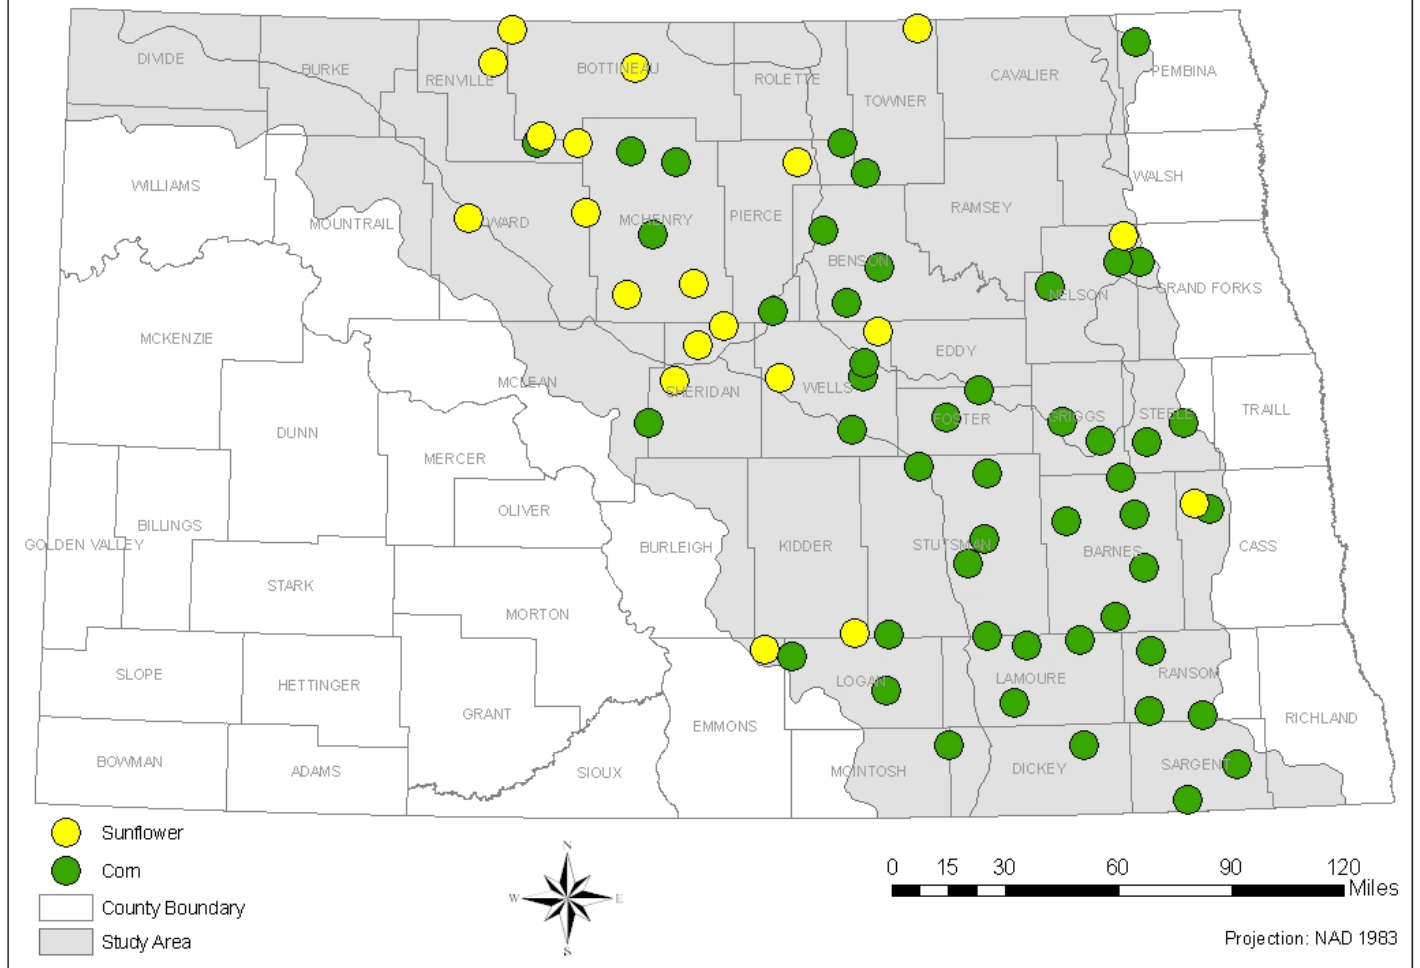 DIVIDE
BURKE
RENVILLE
BOTTINEAU
ROLETTE
TOWNER
CAVALIER
PEMBINA
WILLIAMS
MOUNTRAIL
WARD
MCHENRY
PIERCE
RAMSEY
WALSH
BENSON
NELSON
GRAND FORKS
MCKENZIE
MCLEAN
SHERIDAN
WELLS
EDDY
FOSTER
GRIGGS
STEELE
TRAILL
DUNN
MERCER
OLIVER
GOLDEN VALLEY
BILLINGS
BURLEIGH
KIDDER
STUTSMAN
BARNES
CASS
STARK
MORTON
SLOPE
HETTINGER
GRANT
EMMONS
LOGAN
LAMOURE
RANSOM
RICHLAND
BOWMAN
ADAMS
SIOUX
MCINTOSH
DICKEY
SARGENT
Sunflower
Corn
County Boundary
Study Area
N
W
E
S
0 15 30 60 90 120
Miles
Projection: NAD 1983